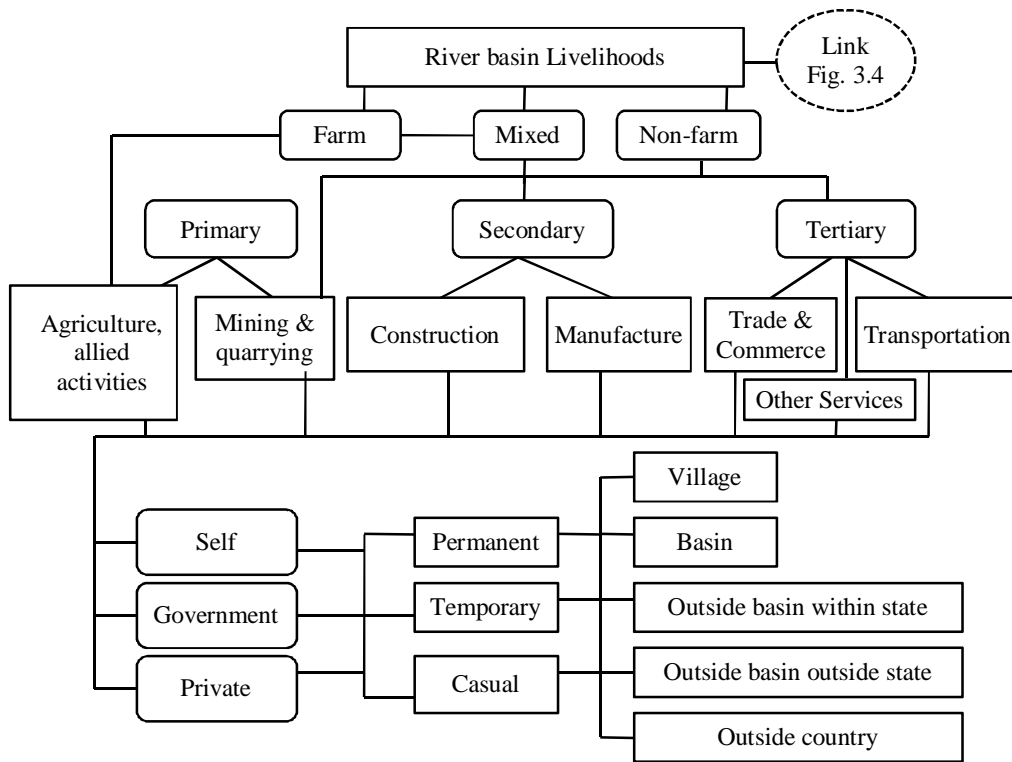 River basin Livelihoods
Link
Fig. 3.4
Farm
Mixed
Non-farm
Primary
Secondary
Tertiary
Agriculture,
allied
activities
Mining &
quarrying
Construction
Manufacture
Trade &
Commerce
Transportation
Other Services
Village
Self
Permanent
Basin
Government
Temporary
Outside basin within state
Private
Casual
Outside basin outside state
Outside country